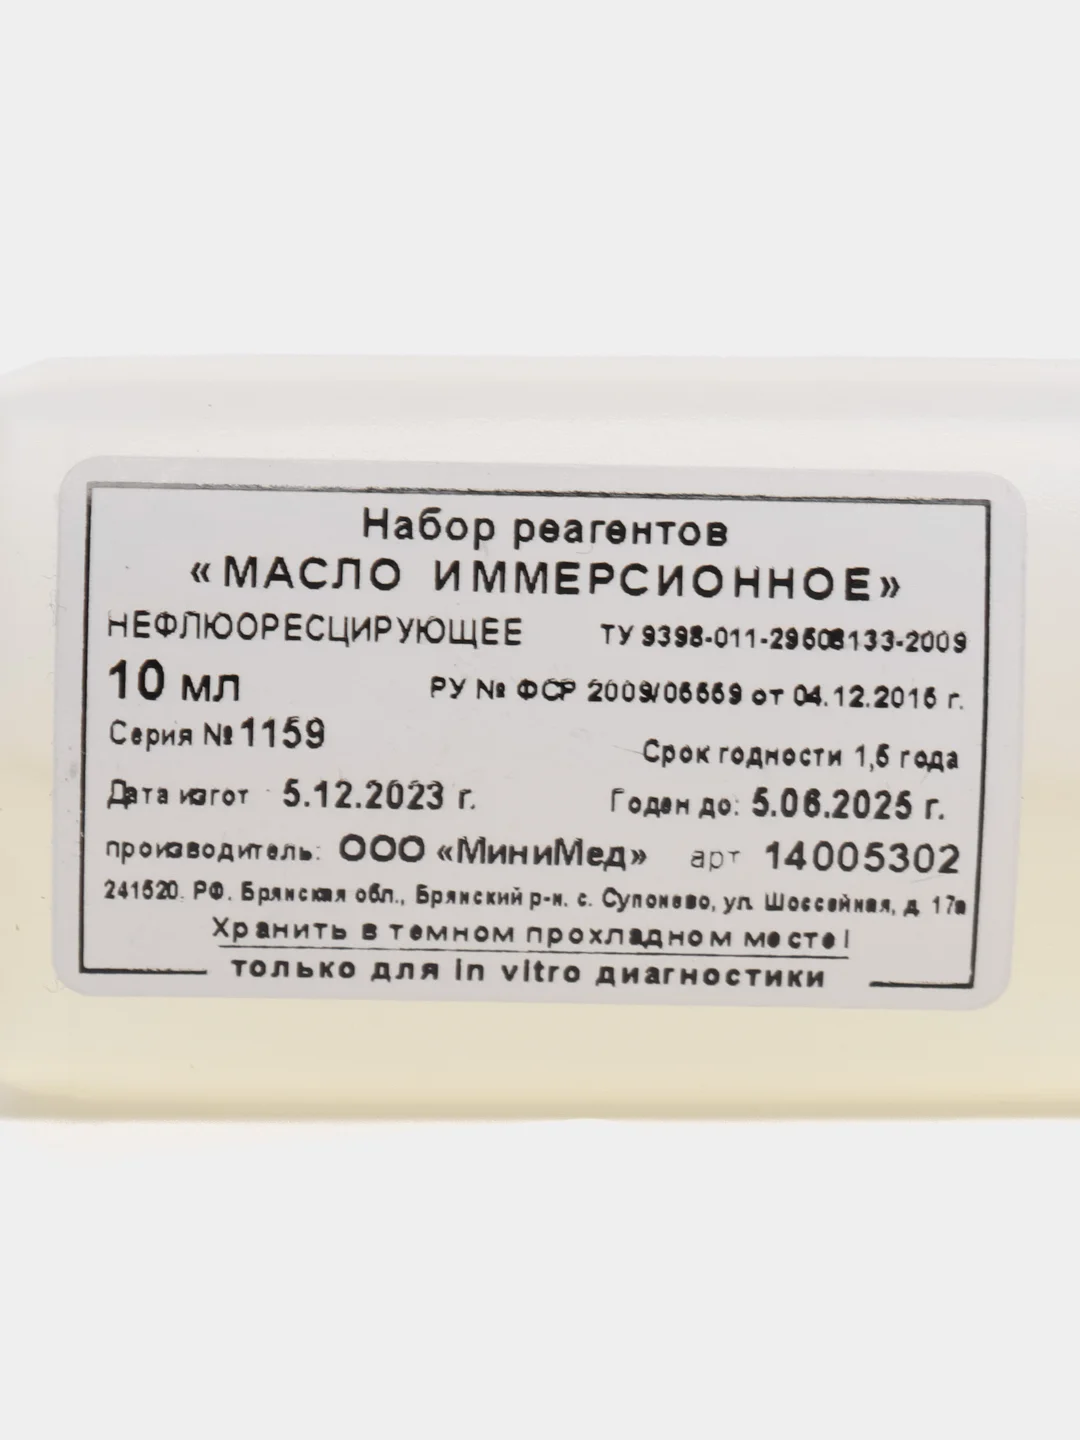 Набор реагентов
«МАСЛО ИММЕРСИОННОЕ»
НЕФЛЮОРЕСЦИРУЮЩЕЕ ТУ 9398-011-29508133-2009
10 мл РУ № ФСР 2009/06669 от 04.12.2015 г.
Серия №1159
Срок годности 1,5 года
Дата изгот 5.12.2023 г. Годен до: 5.06.2025 г.
производитель: ООО «МиниМед» арт 14005302
241520. РФ. Брянская обл., Брянский р-н. с. Супонево, ул. Шоссейная, д. 17а
Хранить в темном прохладном месте!
только для in vitro диагностики